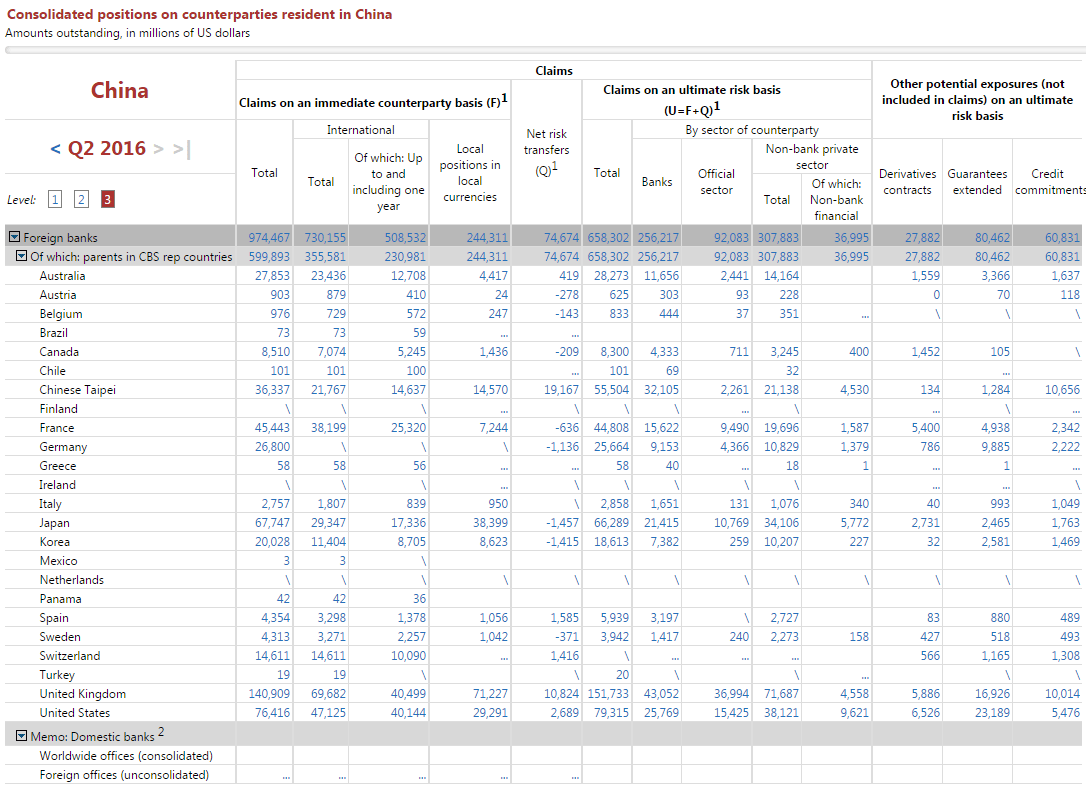 Consolidated positions on counterparties resident in China
Amounts outstanding, in millions of US dollars
China
< Q2 2016 > >|
Level: 1 2 3
Claims
Claims on an immediate counterparty basis (F)1
Net risk transfers (Q)1
Claims on an ultimate risk basis (U=F+Q)1
Other potential exposures (not included in claims) on an ultimate risk basis
International
By sector of counterparty
Total
Total
Of which: Up to and including one year
Local positions in local currencies
Total
Banks
Official sector
Non-bank private sector
Total
Of which: Non-bank financial
Derivatives contracts
Guarantees extended
Credit commitments
Foreign banks 974,467 730,155 508,532 244,311 74,674 658,302 256,217 92,083 307,883 36,995 27,882 80,462 60,831
Of which: parents in CBS rep countries 599,893 355,581 230,981 244,311 74,674 658,302 256,217 92,083 307,883 36,995 27,882 80,462 60,831
Australia 27,853 23,436 12,708 4,417 419 28,273 11,656 2,441 14,164 1,559 3,366 1,637
Austria 903 879 410 24 -278 625 303 93 228 0 70 118
Belgium 976 729 572 247 -143 833 444 37 351 ... \ \ \
Brazil 73 73 59 ... ...
Canada 8,510 7,074 5,245 1,436 -209 8,300 4,333 711 3,245 400 1,452 105 \
Chile 101 101 100 ... 101 69 32 ...
Chinese Taipei 36,337 21,767 14,637 14,570 19,167 55,504 32,105 2,261 21,138 4,530 134 1,284 10,656
Finland \ \ \ ... \ \ \ ... \ ... \ ...
France 45,443 38,199 25,320 7,244 -636 44,808 15,622 9,490 19,696 1,587 5,400 4,938 2,342
Germany 26,800 \ \ \ -1,136 25,664 9,153 4,366 10,829 1,379 786 9,885 2,222
Greece 58 58 56 ... ... 58 40 ... 18 1 ... 1 ...
Ireland \ \ \ ... \ \ \ \ \ ... ... \
Italy 2,757 1,807 839 950 \ 2,858 1,651 131 1,076 340 40 993 1,049
Japan 67,747 29,347 17,336 38,399 -1,457 66,289 21,415 10,769 34,106 5,772 2,731 2,465 1,763
Korea 20,028 11,404 8,705 8,623 -1,415 18,613 7,382 259 10,207 227 32 2,581 1,469
Mexico 3 3 \
Netherlands \ \ \ \ \ \ \ \ \ \ \ \ \
Panama 42 42 36
Spain 4,354 3,298 1,378 1,056 1,585 5,939 3,197 \ 2,727 83 880 489
Sweden 4,313 3,271 2,257 1,042 -371 3,942 1,417 240 2,273 158 427 518 493
Switzerland 14,611 14,611 10,090 ... 1,416 \ ... ... ... 566 1,165 1,308
Turkey 19 19 \ \ 20 \ \ ... \ \
United Kingdom 140,909 69,682 40,499 71,227 10,824 151,733 43,052 36,994 71,687 4,558 5,886 16,926 10,014
United States 76,416 47,125 40,144 29,291 2,689 79,315 25,769 15,425 38,121 9,621 6,526 23,189 5,476
Memo: Domestic banks 2
Worldwide offices (consolidated)
Foreign offices (unconsolidated) ... ... ... ... ...